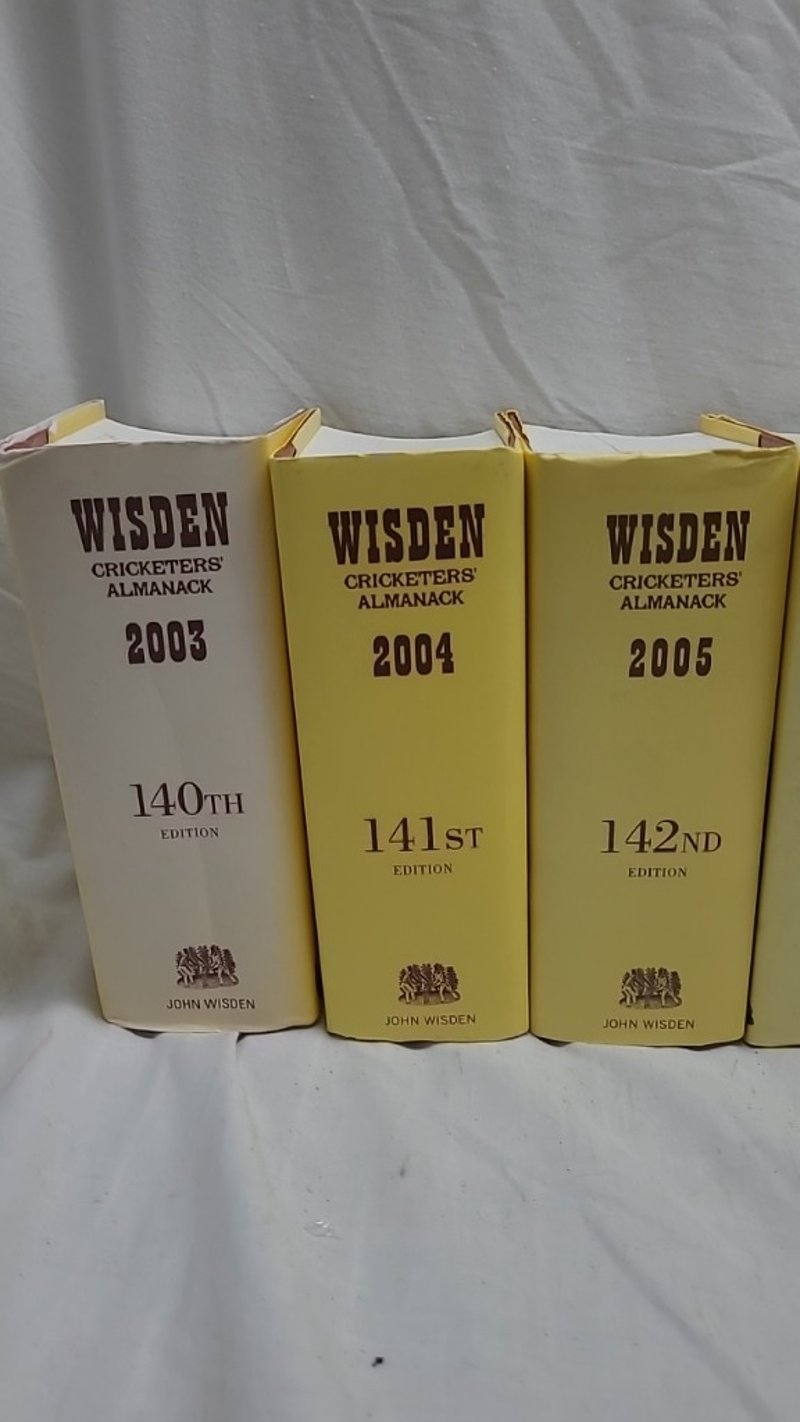 WISDEN
CRICKETERS'
ALMANACK
2003
140TH
EDITION
JOHN WISDEN
WISDEN
CRICKETERS'
ALMANACK
2004
141ST
EDITION
JOHN WISDEN
WISDEN
CRICKETERS'
ALMANACK
2005
142ND
EDITION
JOHN WISDEN